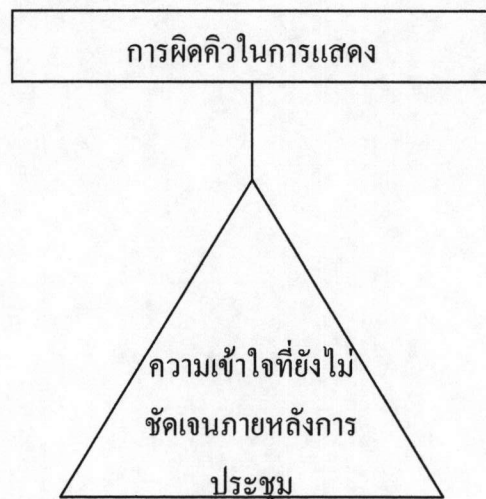 การผิดคิวในการแสดง
ความเข้าใจที่ยังไม่
ชัดเจนภายหลังการ
ประชุม